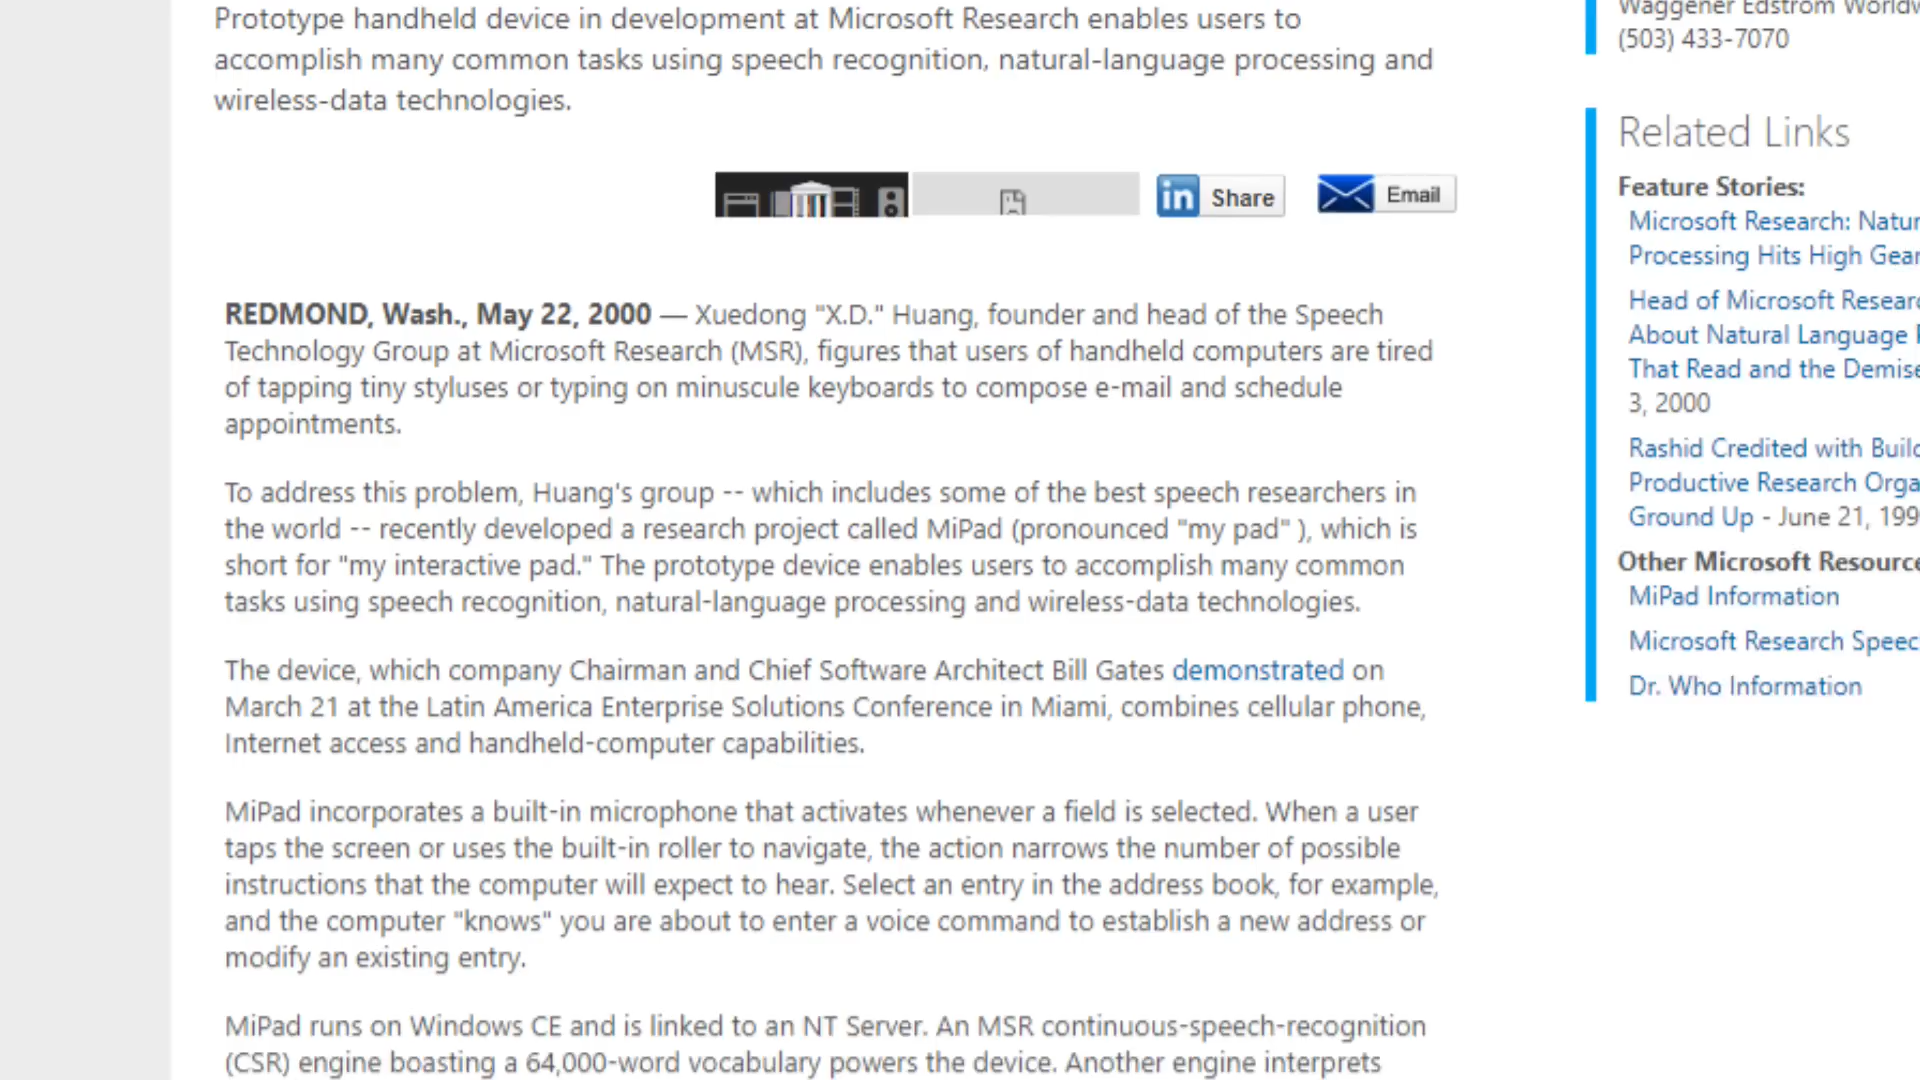 Prototype handheld device in development at Microsoft Research enables users to
accomplish many common tasks using speech recognition, natural-language processing and
wireless-data technologies.
Share
Email
REDMOND, Wash., May 22, 2000 — Xuedong "X.D." Huang, founder and head of the Speech
Technology Group at Microsoft Research (MSR), figures that users of handheld computers are tired
of tapping tiny styluses or typing on minuscule keyboards to compose e-mail and schedule
appointments.
To address this problem, Huang's group -- which includes some of the best speech researchers in
the world -- recently developed a research project called MiPad (pronounced "my pad" ), which is
short for "my interactive pad." The prototype device enables users to accomplish many common
tasks using speech recognition, natural-language processing and wireless-data technologies.
The device, which company Chairman and Chief Software Architect Bill Gates demonstrated on
March 21 at the Latin America Enterprise Solutions Conference in Miami, combines cellular phone,
Internet access and handheld-computer capabilities.
MiPad incorporates a built-in microphone that activates whenever a field is selected. When a user
taps the screen or uses the built-in roller to navigate, the action narrows the number of possible
instructions that the computer will expect to hear. Select an entry in the address book, for example,
and the computer "knows" you are about to enter a voice command to establish a new address or
modify an existing entry.
MiPad runs on Windows CE and is linked to an NT Server. An MSR continuous-speech-recognition
(CSR) engine boasting a 64,000-word vocabulary powers the device. Another engine interprets
Waggener Edstrom
(503) 433-7070
Related Links
Feature Stories:
Microsoft Research:
Processing Hits High
Head of Microsoft
About Natural Language
That Read and the
3, 2000
Rashid Credited with
Productive Research
Ground Up - June 21,
Other Microsoft
MiPad Information
Microsoft Research
Dr. Who Information